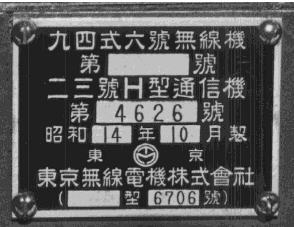 九四式六號無線機
第 號
二三號H型通信機
第 4626 號
昭和 14 年 10 月製
東 京
東京無線電機株式會社
( 型 6706 號)